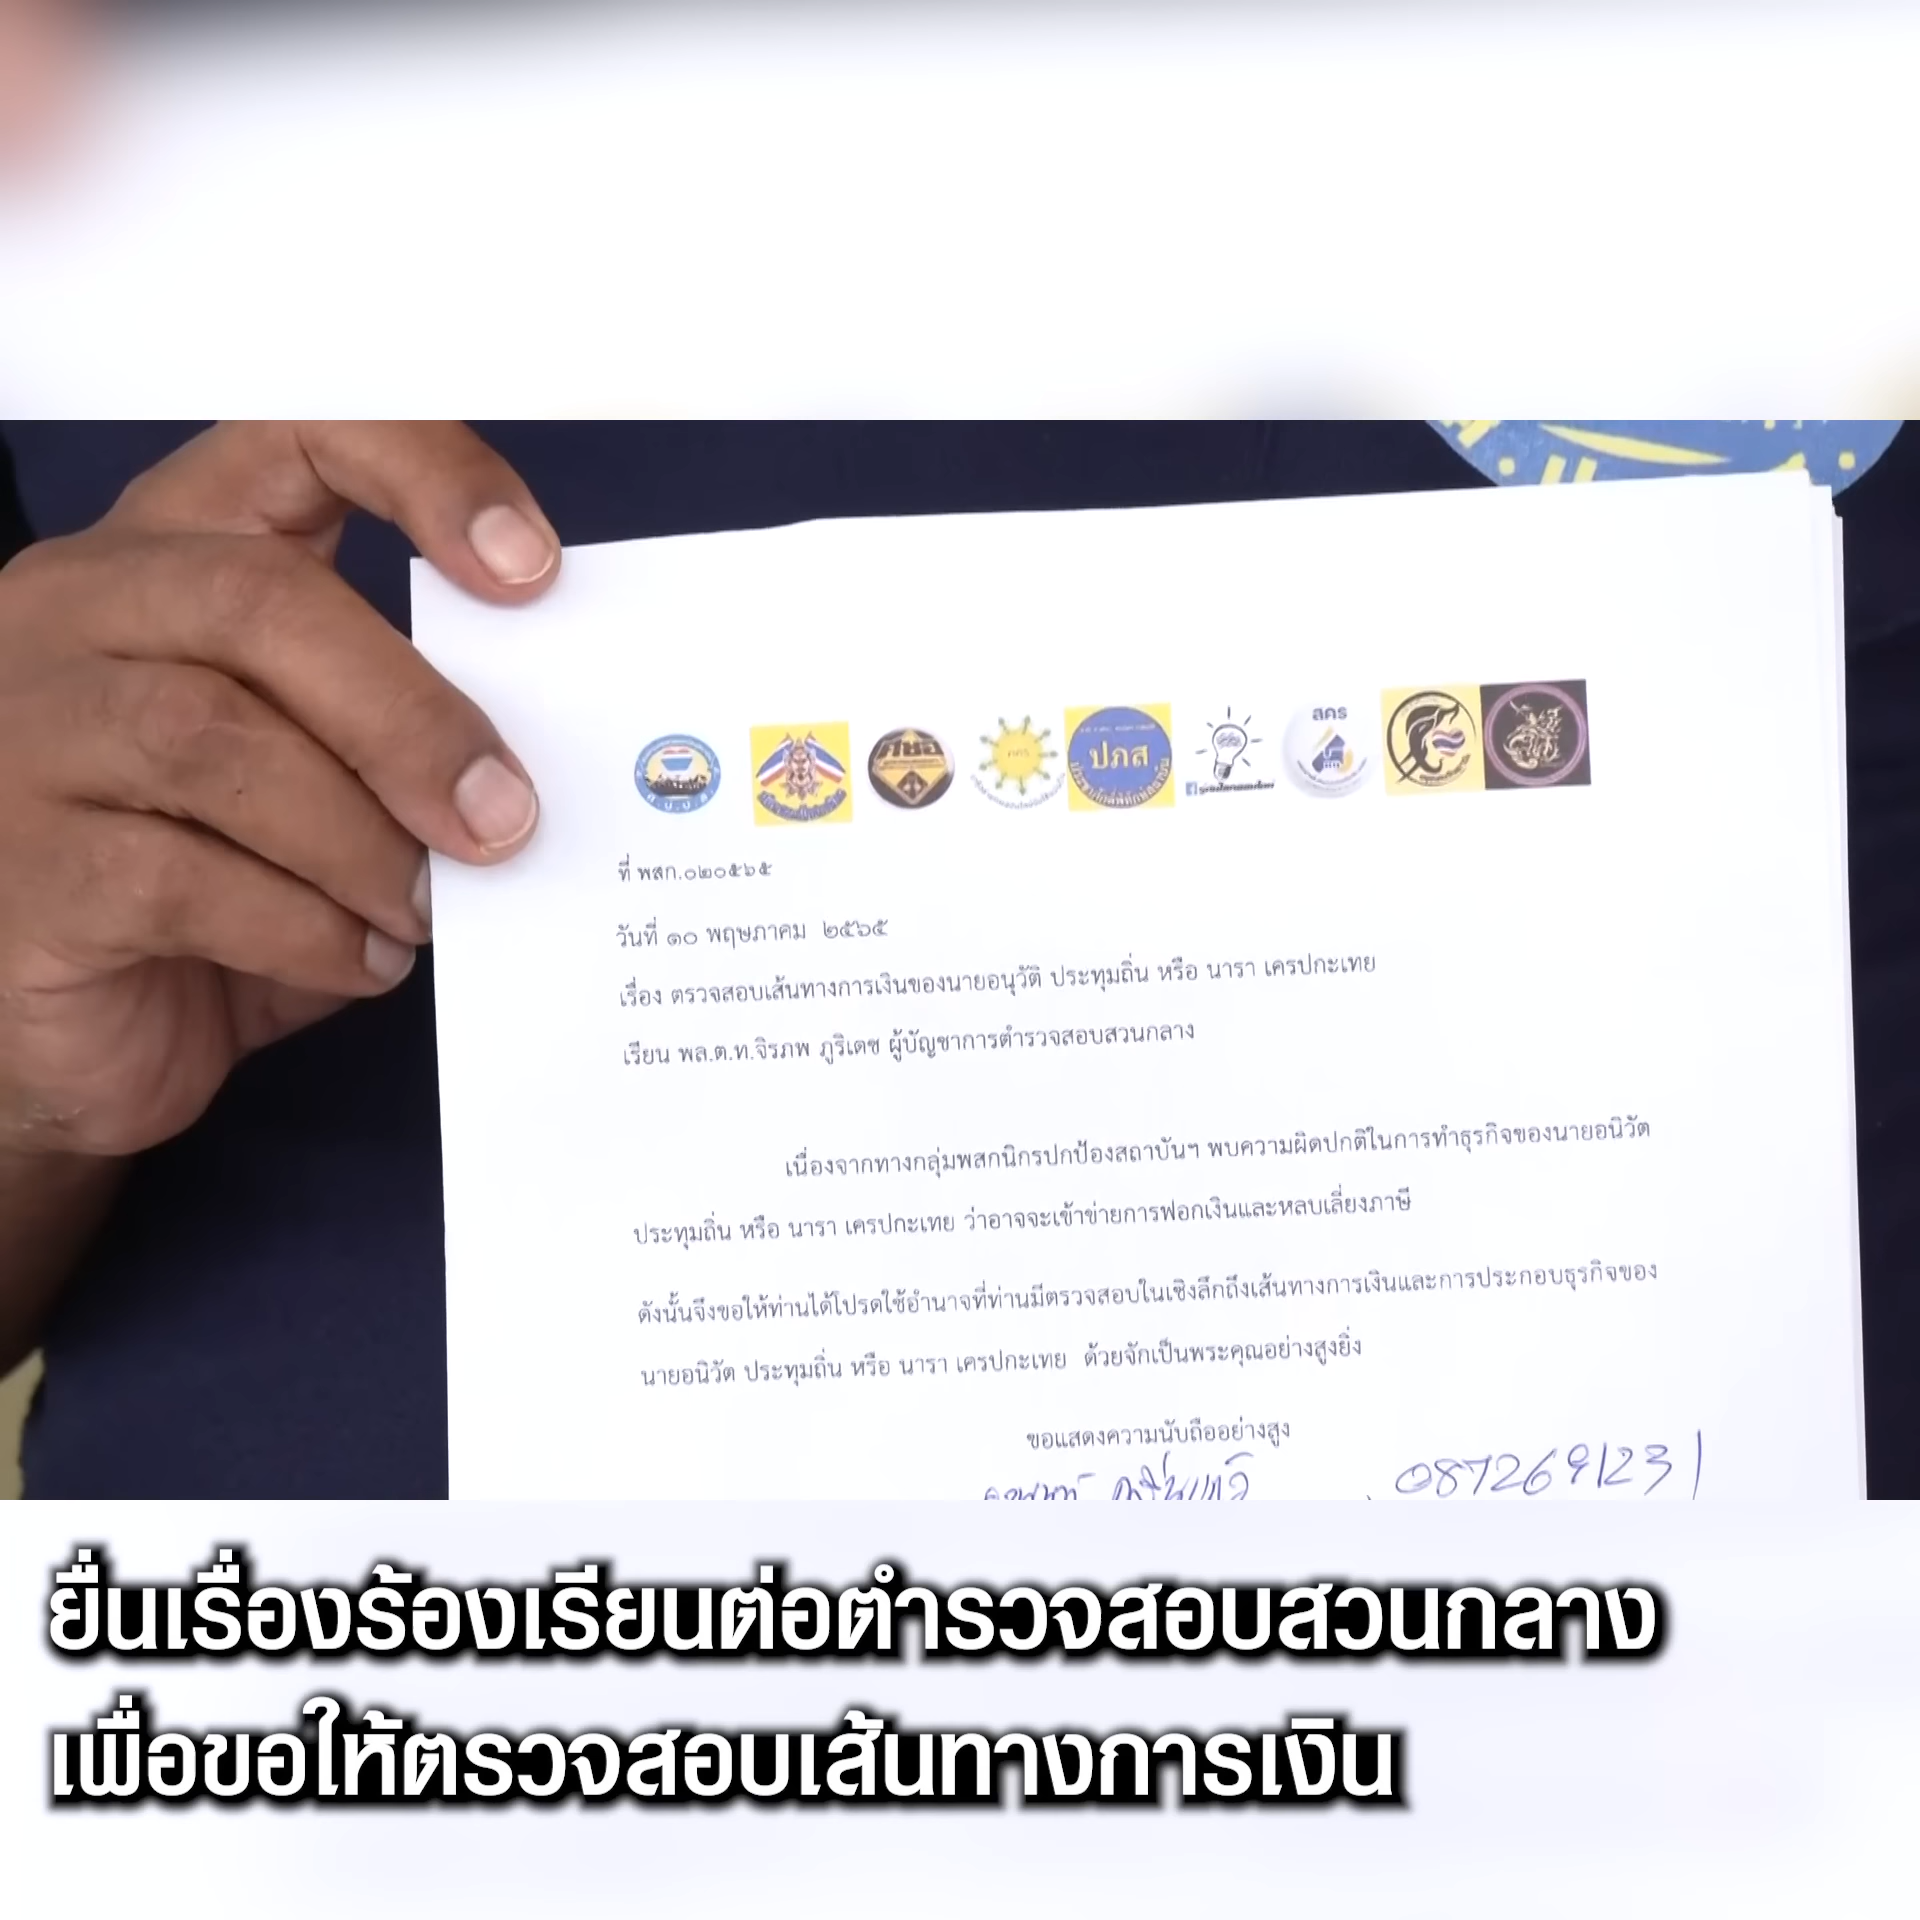 สคร
ศชอ
ปภส
ส.ป.ป.ส.
ที่ พสก.๐๒๐๕๖๕
วันที่ ๑๐ พฤษภาคม ๒๕๖๕
เรื่อง ตรวจสอบเส้นทางการเงินของนายอนุวัติ ประทุมถิ่น หรือ นารา เครปกะเทย
เรียน พล.ต.ท.จิรภพ ภูริเดช ผู้บัญชาการตำรวจสอบสวนกลาง
เนื่องจากทางกลุ่มพสกนิกรปกป้องสถาบันฯ พบความผิดปกติในการทำธุรกิจของนายอนิวัต
ประทุมถิ่น หรือ นารา เครปกะเทย ว่าอาจจะเข้าข่ายการฟอกเงินและหลบเลี่ยงภาษี
ดังนั้นจึงขอให้ท่านได้โปรดใช้อำนาจที่ท่านมีตรวจสอบในเชิงลึกถึงเส้นทางการเงินและการประกอบธุรกิจของ
นายอนิวัต ประทุมถิ่น หรือ นารา เครปกะเทย ด้วยจักเป็นพระคุณอย่างสูงยิ่ง
ขอแสดงความนับถืออย่างสูง
0872691231
ยื่นเรื่องร้องเรียนต่อตำรวจสอบสวนกลาง
เพื่อขอให้ตรวจสอบเส้นทางการเงิน